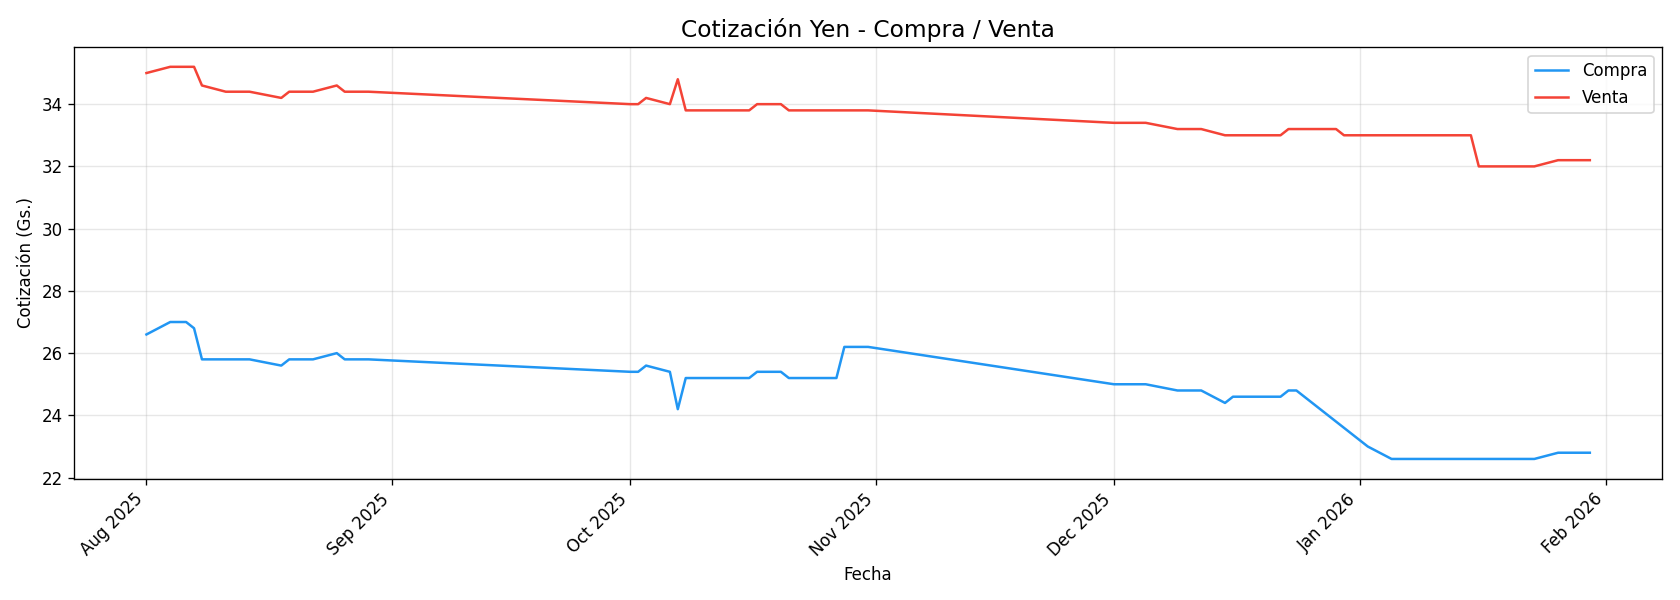 Cotización Yen - Compra / Venta
Compra
Venta
Cotización (Gs.)
34
32
30
28
26
24
22
Aug 2025
Sep 2025
Oct 2025
Nov 2025
Dec 2025
Jan 2026
Feb 2026
Fecha